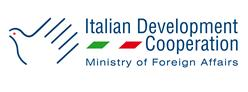 Italian Development
Cooperation
Ministry of Foreign Affairs